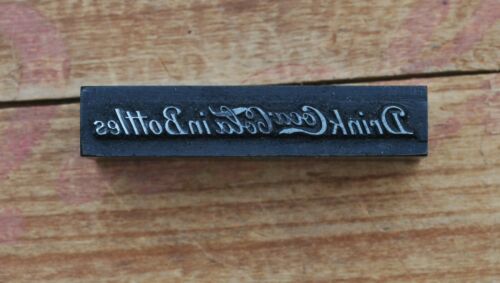 Drink Coca-Cola in Bottles